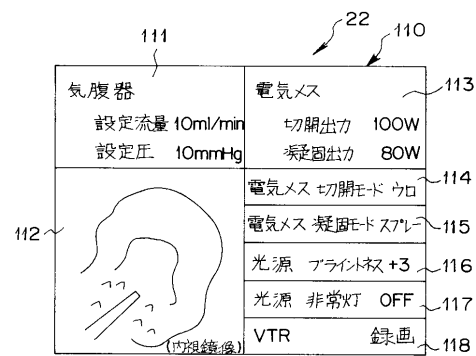 22
110
111
気腹器
設定流量 10ml/min
設定圧 10mmHg
電気メス
切開出力 100W
凝固出力 80W
113
電気メス 切開モード ウロ
114
電気メス 凝固モード スプレー
115
光源 ブライントネス +3
116
光源 非常灯 OFF
117
VTR 録画
118
112
(内視鏡像)